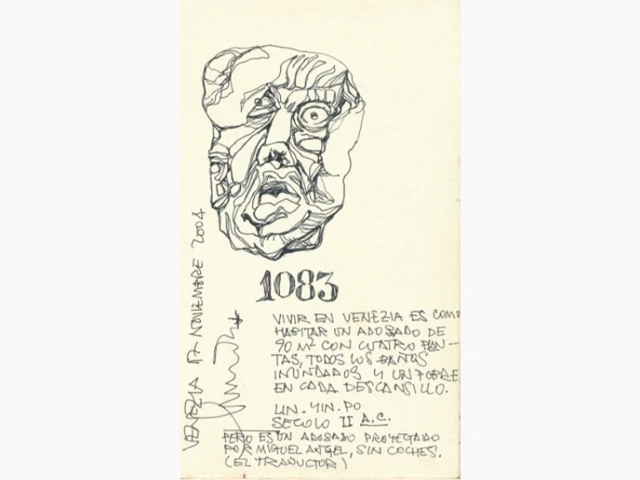 1083
VIVIR EN VENEZIA ES COMO
HABITAR UN ADOSADO DE
90 M² CON CUATRO PLAN-
TAS, TODOS LOS BAÑOS
INUNDADOS Y UN POBRE
EN CADA DESCANSILLO.
LIN-YIN-PO
SECOLO II A.C.
PERO ES UN ADOSADO PROYECTADO
POR MIGUEL ANGEL, SIN COCHES.
(EL TRADUCTOR)
VENEZIA 17 NOVIEMBRE 2004